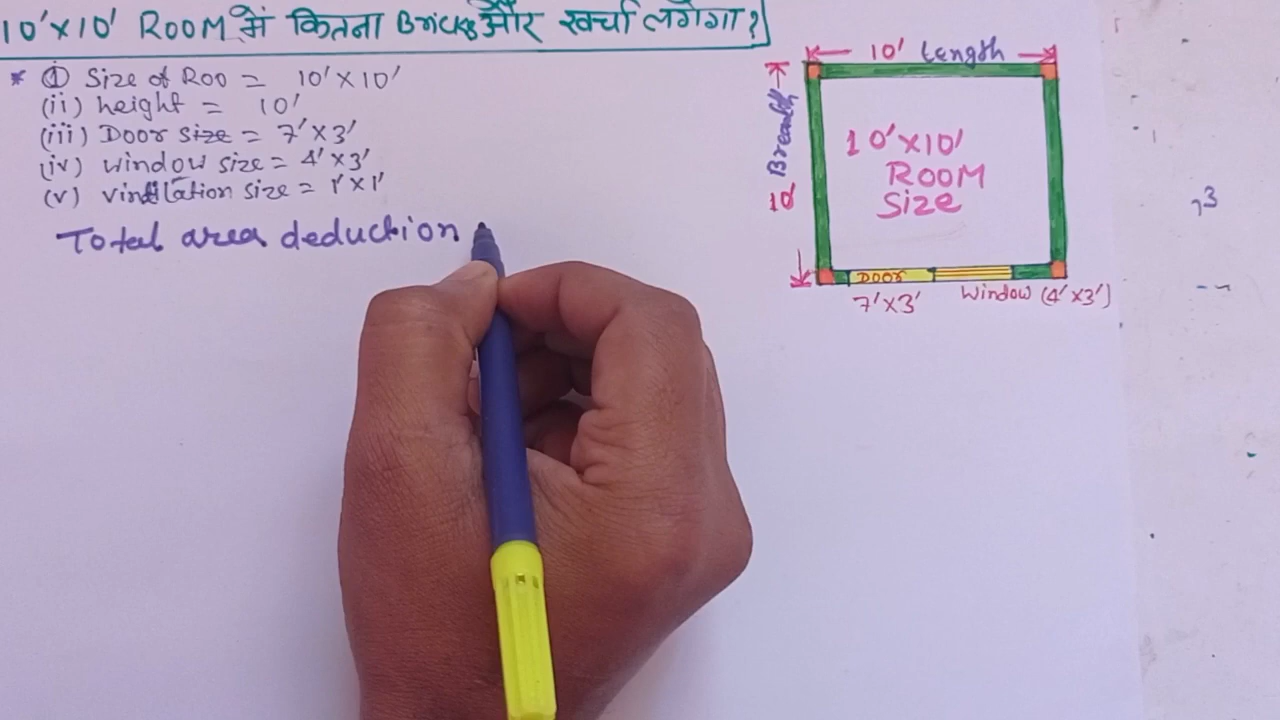 10'x10' ROOM में कितना Bricks और खर्चा लगेगा?
* ① Size of Roo = 10'X10'
(ii) height = 10'
(iii) Door size = 7'X3'
(iv) window size = 4'X3'
(v) vintilation size = 1'X1'
Total area deduction
10' Length
Breadth
10'
10'X10'
ROOM
Size
DOOR
7'X3'
Window (4'X3')